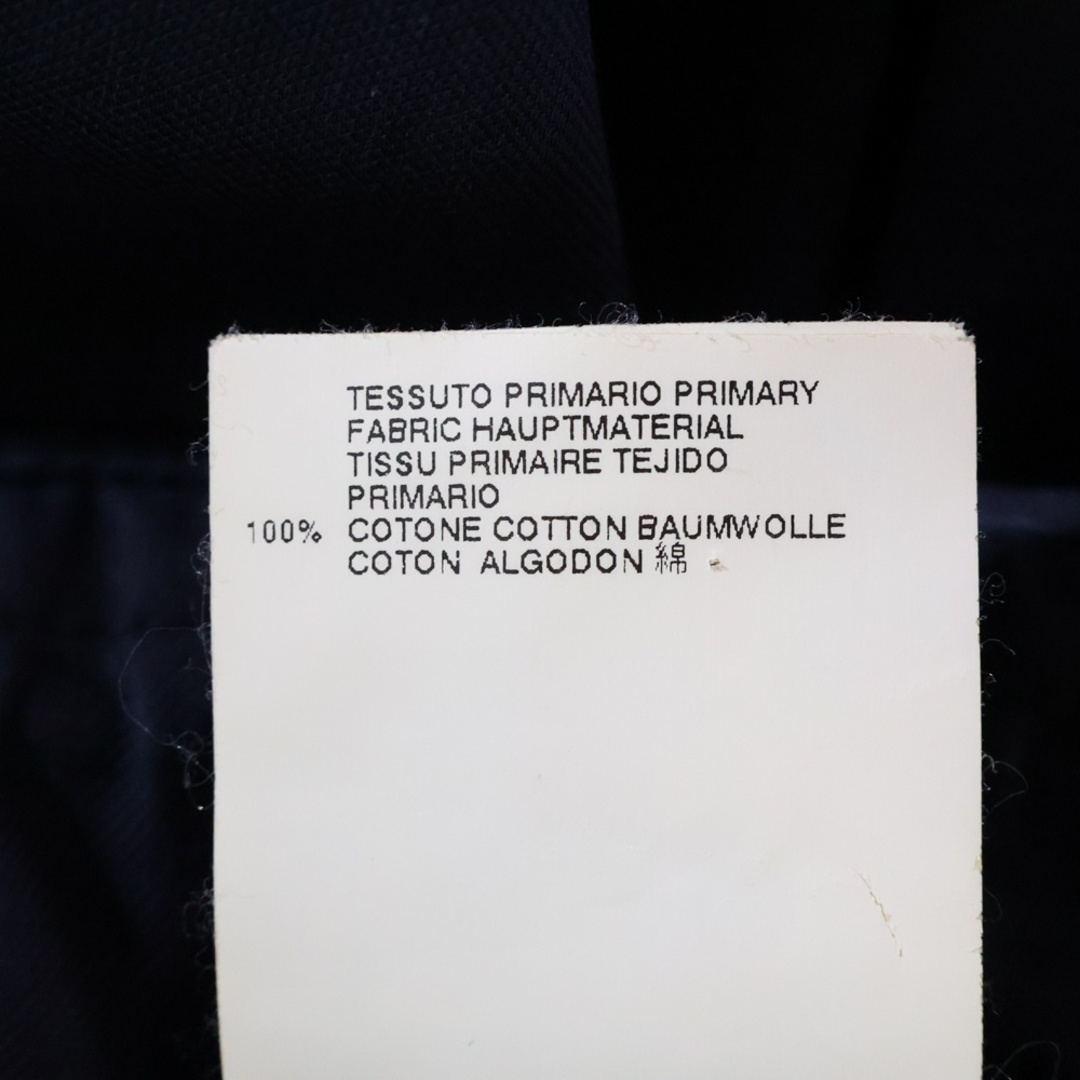 TESSUTO PRIMARIO PRIMARY
FABRIC HAUPTMATERIAL
TISSU PRIMAIRE TEJIDO
PRIMARIO
100% COTONE COTTON BAUMWOLLE
COTON ALGODON 綿